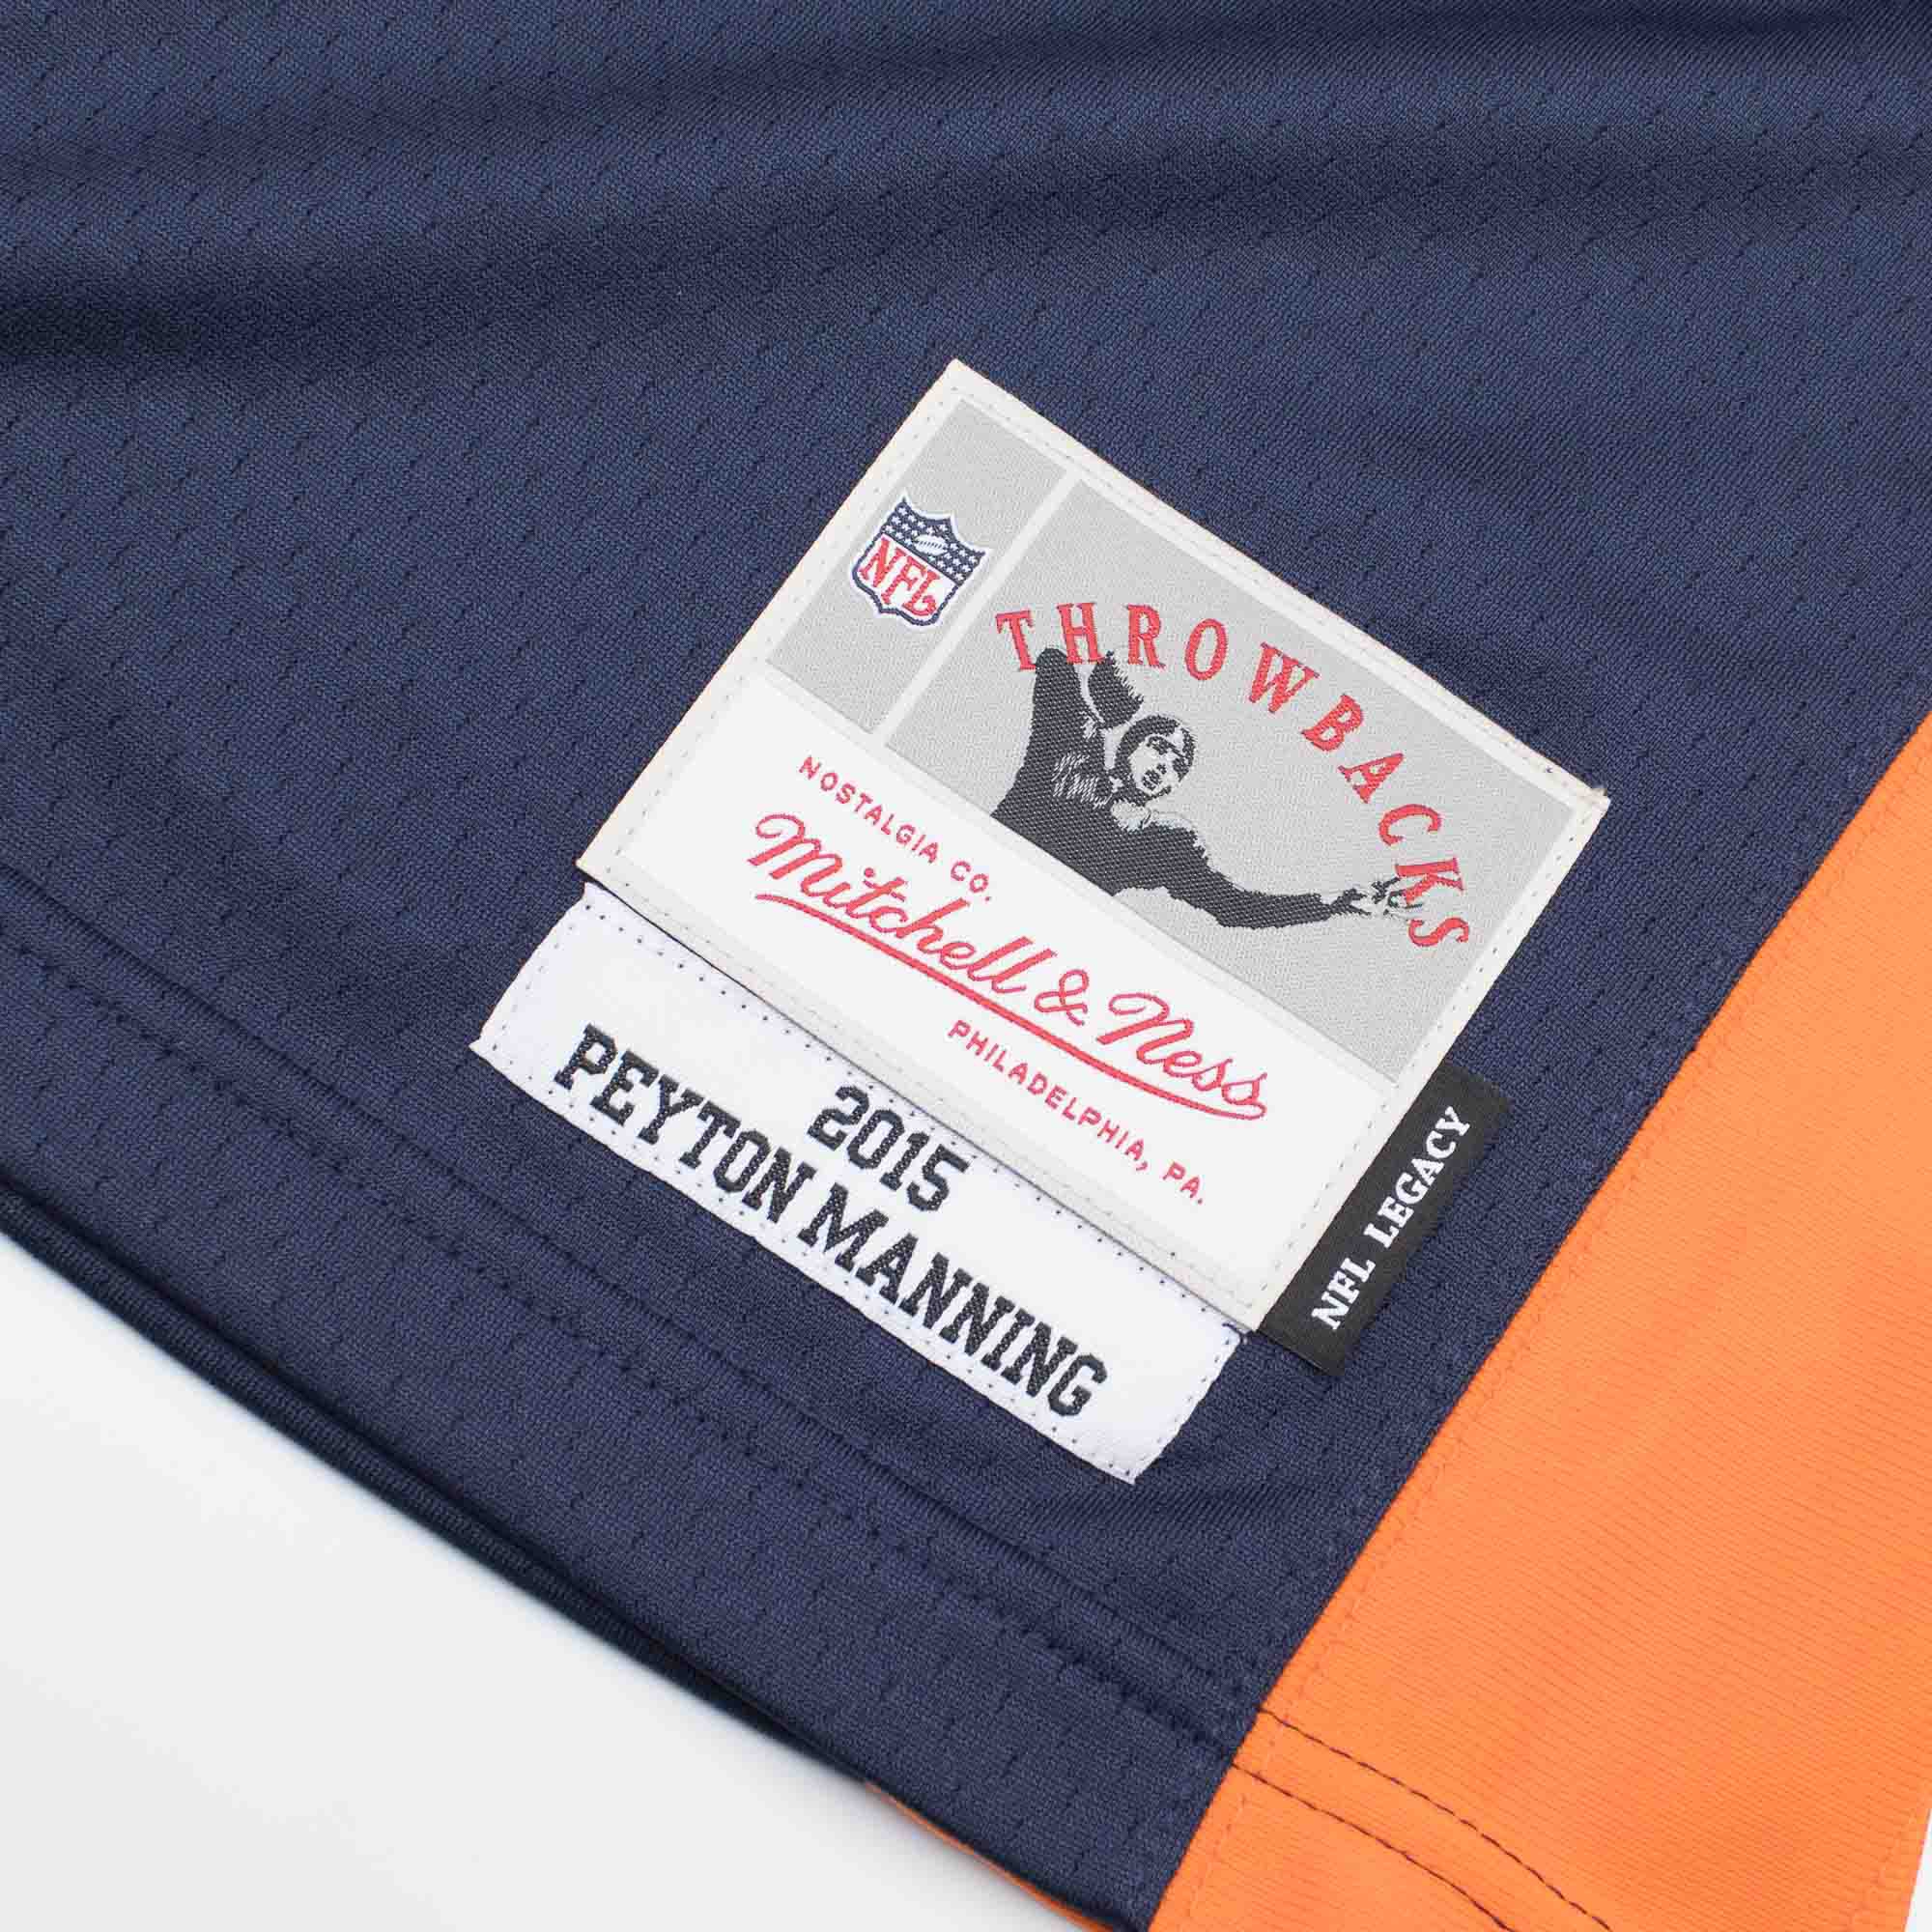 NFL
THROWBACKS
NOSTALGIA CO.
Mitchell & Ness
PHILADELPHIA, PA.
2015
PEYTON MANNING
NFL LEGACY